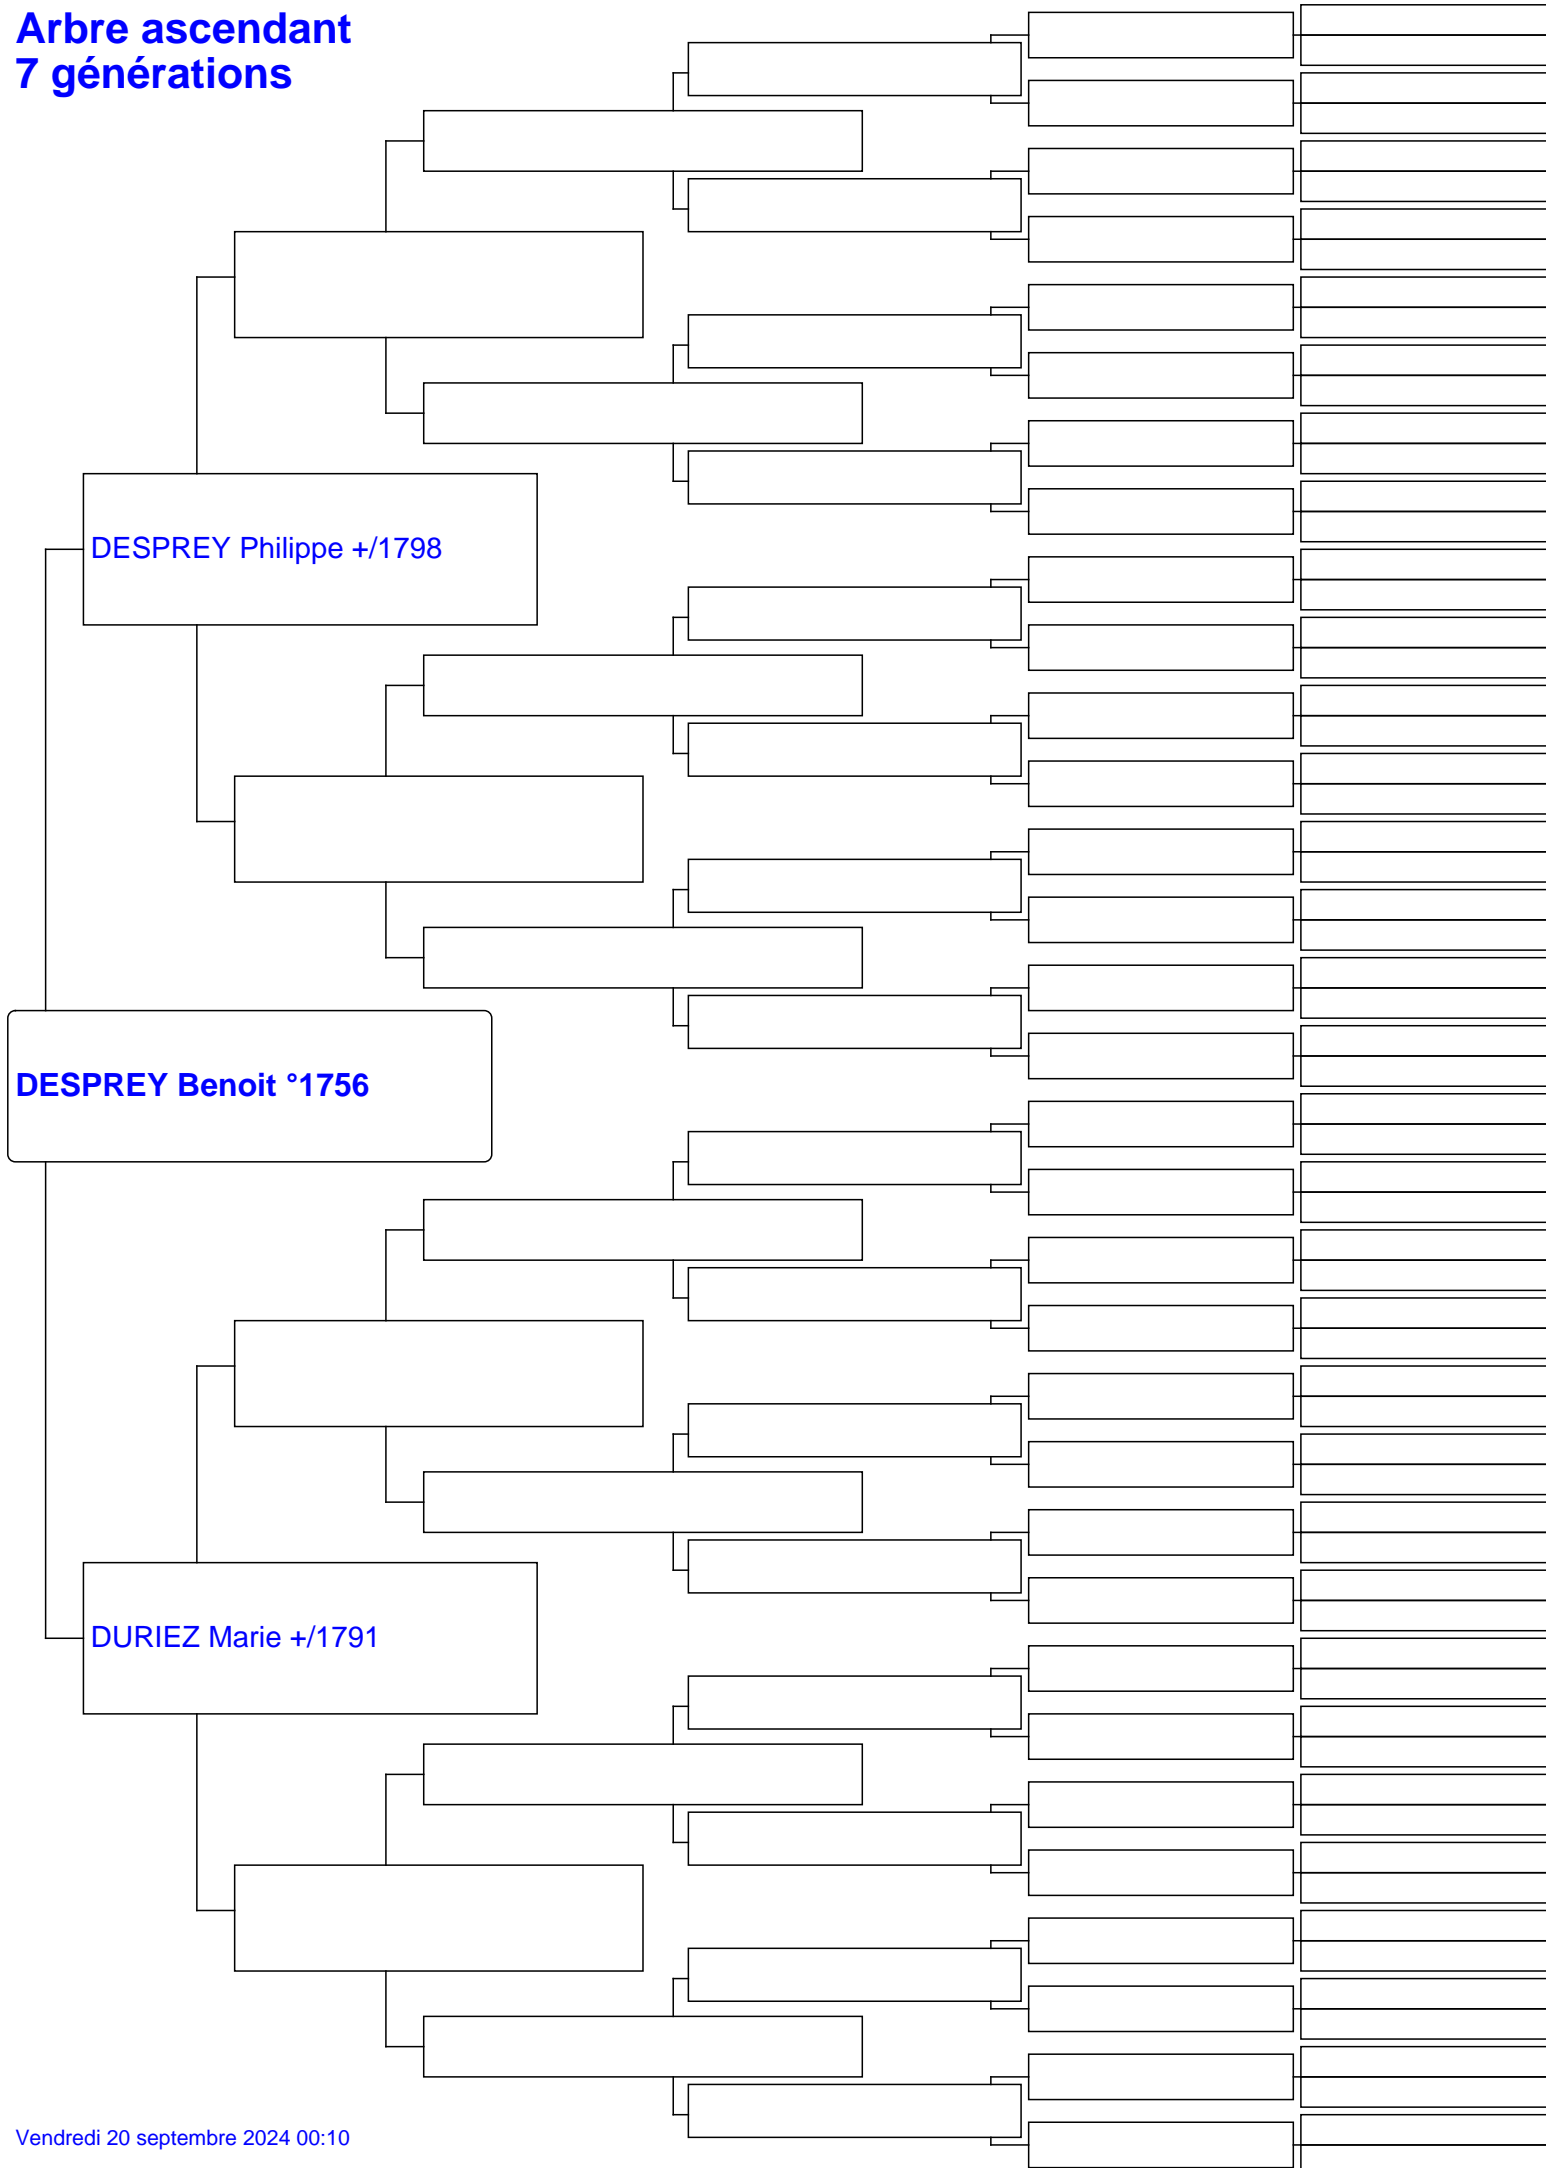 Arbre ascendant
7 générations
DESPREY Philippe +/1798
DESPREY Benoit °1756
DURIEZ Marie +/1791
Vendredi 20 septembre 2024 00:10